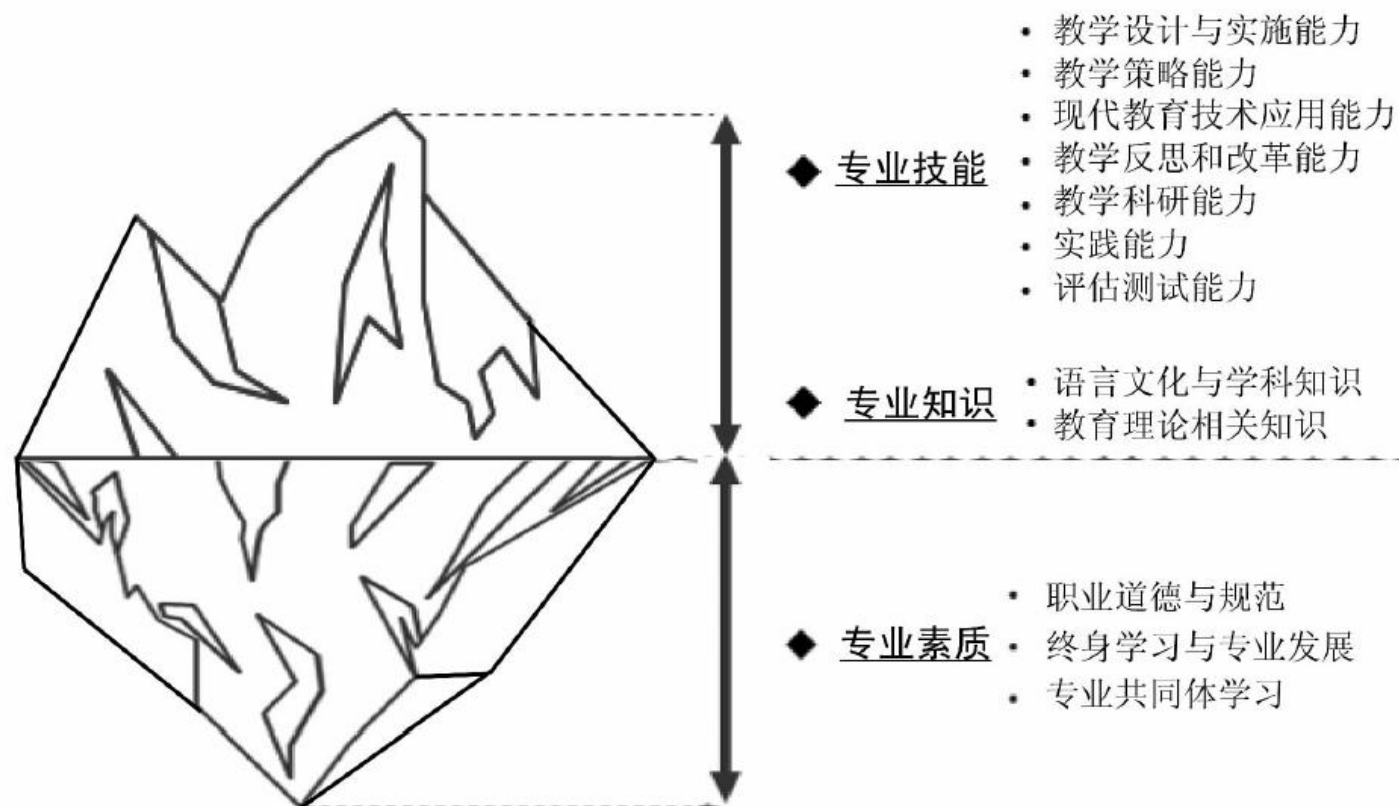 • 教学设计与实施能力
• 教学策略能力
• 现代教育技术应用能力
◆ 专业技能
• 教学反思和改革能力
• 教学科研能力
• 实践能力
• 评估测试能力
◆ 专业知识
• 语言文化与学科知识
• 教育理论相关知识
◆ 专业素质
• 职业道德与规范
• 终身学习与专业发展
• 专业共同体学习